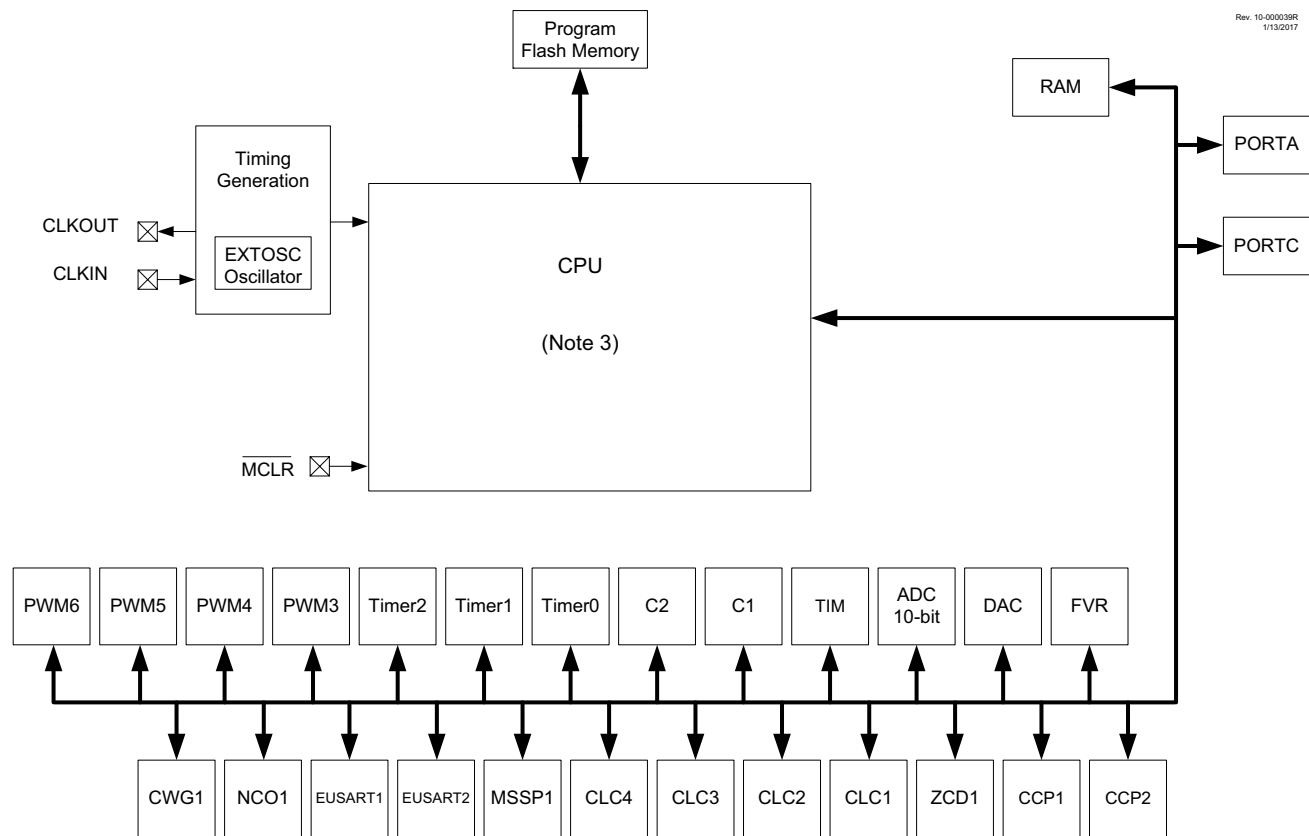 Rev. 10-000039R
1/13/2017
Program
Flash Memory
RAM
PORTA
PORTC
Timing
Generation
EXTOSC
Oscillator
CLKOUT
CLKIN
CPU
(Note 3)
MCLR
PWM6
PWM5
PWM4
PWM3
Timer2
Timer1
Timer0
C2
C1
TIM
ADC
10-bit
DAC
FVR
CWG1
NCO1
EUSART1
EUSART2
MSSP1
CLC4
CLC3
CLC2
CLC1
ZCD1
CCP1
CCP2